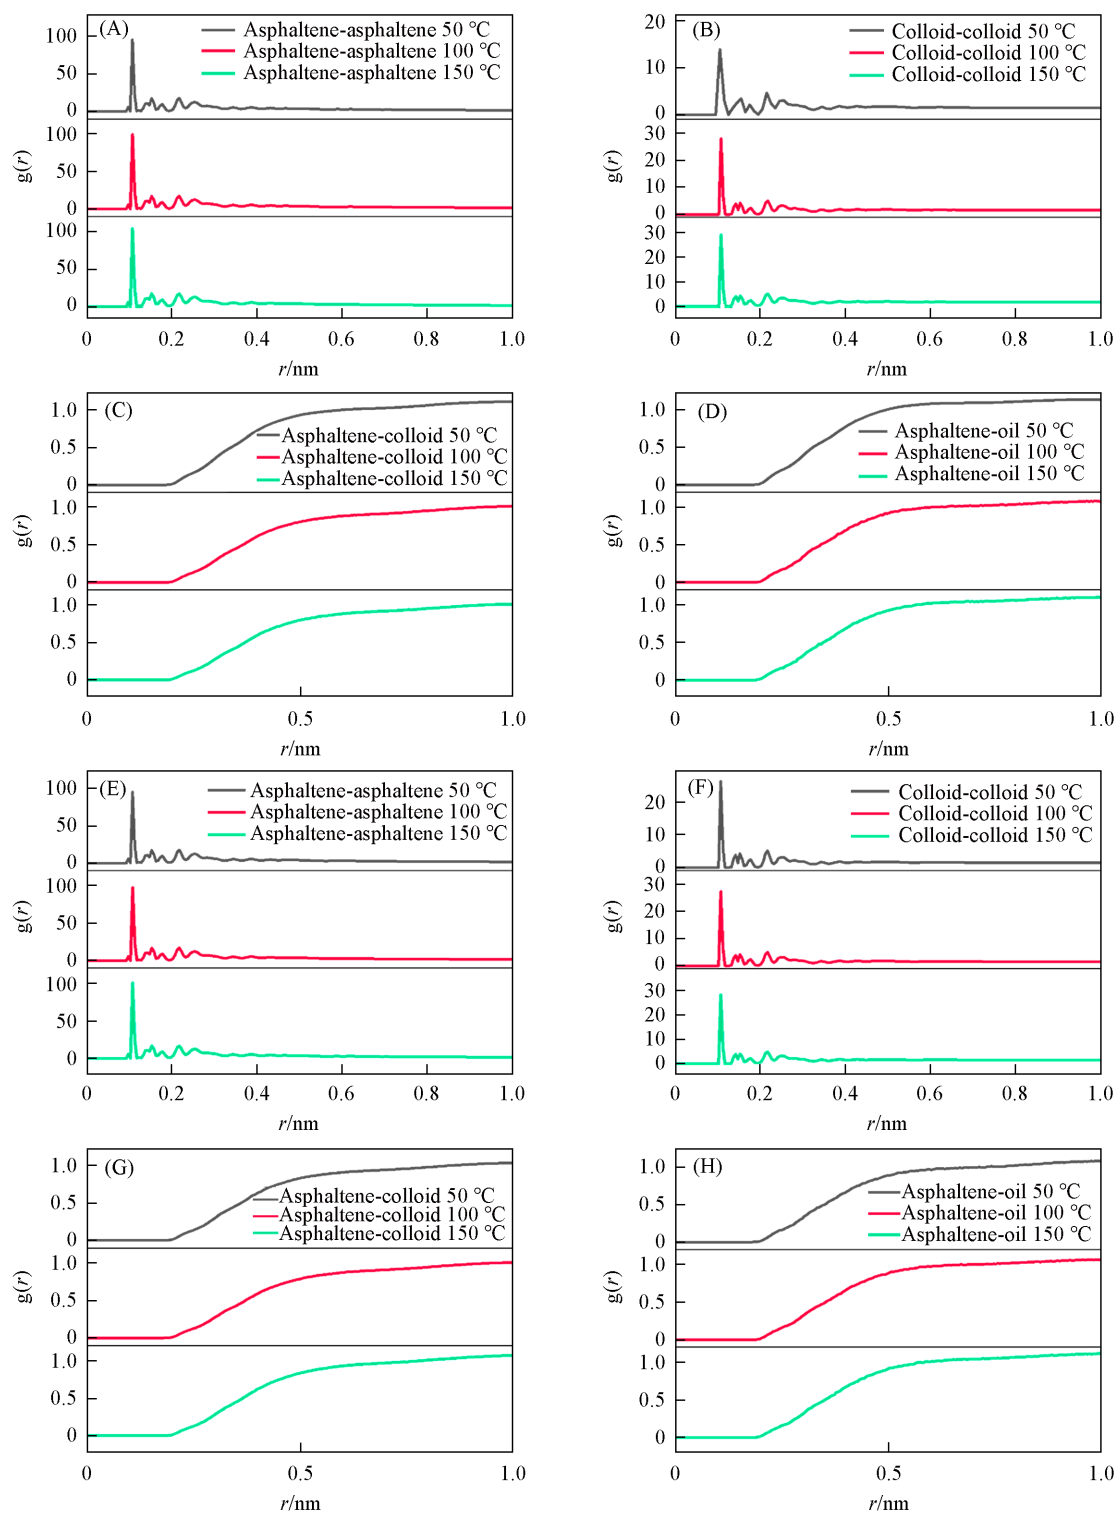 (A)
Asphaltene-asphaltene 50 ℃
Asphaltene-asphaltene 100 ℃
Asphaltene-asphaltene 150 ℃
100
50
0
100
50
0
100
50
0
g(r)
0 0.2 0.4 0.6 0.8 1.0
r/nm
(B)
Colloid-colloid 50 ℃
Colloid-colloid 100 ℃
Colloid-colloid 150 ℃
20
10
0
30
20
10
0
30
20
10
0
g(r)
0 0.2 0.4 0.6 0.8 1.0
r/nm
(C)
Asphaltene-colloid 50 ℃
Asphaltene-colloid 100 ℃
Asphaltene-colloid 150 ℃
1.0
0.5
0
1.0
0.5
0
1.0
0.5
0
g(r)
0 0.5 1.0
r/nm
(D)
Asphaltene-oil 50 ℃
Asphaltene-oil 100 ℃
Asphaltene-oil 150 ℃
1.0
0.5
0
1.0
0.5
0
1.0
0.5
0
g(r)
0 0.5 1.0
r/nm
(E)
Asphaltene-asphaltene 50 ℃
Asphaltene-asphaltene 100 ℃
Asphaltene-asphaltene 150 ℃
100
50
0
100
50
0
100
50
0
g(r)
0 0.2 0.4 0.6 0.8 1.0
r/nm
(F)
Colloid-colloid 50 ℃
Colloid-colloid 100 ℃
Colloid-colloid 150 ℃
20
10
0
30
20
10
0
30
20
10
0
g(r)
0 0.2 0.4 0.6 0.8 1.0
r/nm
(G)
Asphaltene-colloid 50 ℃
Asphaltene-colloid 100 ℃
Asphaltene-colloid 150 ℃
1.0
0.5
0
1.0
0.5
0
1.0
0.5
0
g(r)
0 0.5 1.0
r/nm
(H)
Asphaltene-oil 50 ℃
Asphaltene-oil 100 ℃
Asphaltene-oil 150 ℃
1.0
0.5
0
1.0
0.5
0
1.0
0.5
0
g(r)
0 0.5 1.0
r/nm